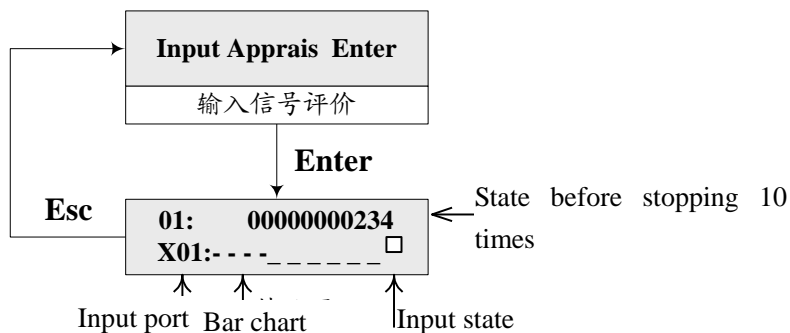 Input Apprais Enter
输入信号评价
Enter
Esc
01: 00000000234
X01:- - - -_ _ _ _ _ _ □
State before stopping 10
times
Input port
Bar chart
Input state